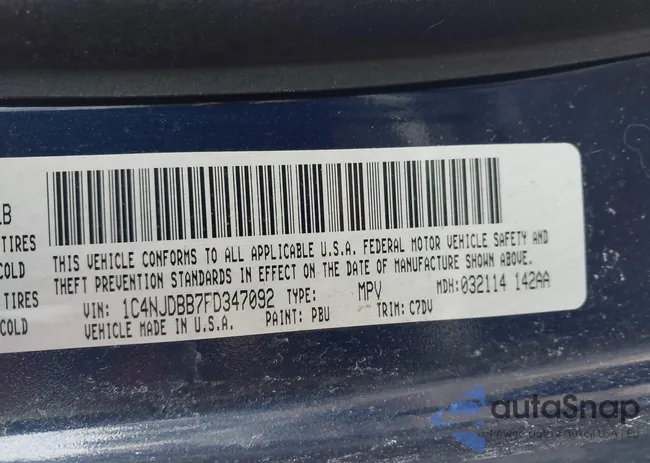 LB
TIRES
COLD
TIRES
COLD
THIS VEHICLE CONFORMS TO ALL APPLICABLE U.S.A. FEDERAL MOTOR VEHICLE SAFETY AND
THEFT PREVENTION STANDARDS IN EFFECT ON THE DATE OF MANUFACTURE SHOWN ABOVE.
VIN: 1C4NJDBB7FD347092 TYPE: MPV MDH: 032114 142AA
VEHICLE MADE IN U.S.A. PAINT: PBU TRIM: C7DV
autoSnap